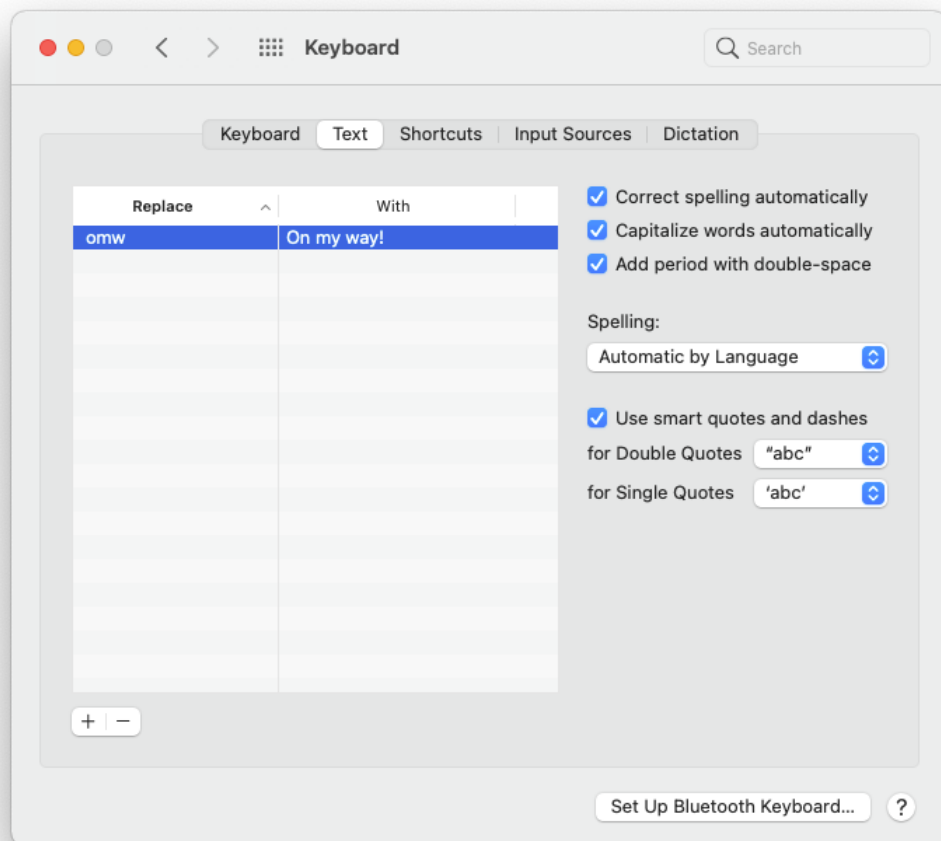 Keyboard
Search
Keyboard Text Shortcuts Input Sources Dictation
Replace With
omw On my way!
Correct spelling automatically
Capitalize words automatically
Add period with double-space
Spelling:
Automatic by Language
Use smart quotes and dashes
for Double Quotes “abc”
for Single Quotes ‘abc’
+ −
Set Up Bluetooth Keyboard... ?